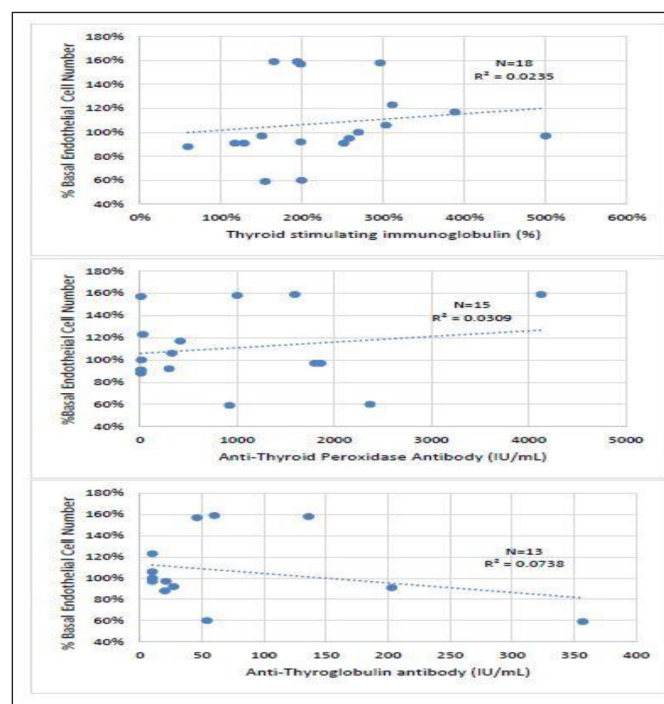 180%
160%
140%
120%
100%
80%
60%
40%
% Basal Endothelial Cell Number
N=18
R² = 0.0235
0% 100% 200% 300% 400% 500% 600%
Thyroid stimulating immunoglobulin (%)
180%
160%
140%
120%
100%
80%
60%
40%
%Basal Endothelial Cell Number
N=15
R² = 0.0309
0 1000 2000 3000 4000 5000
Anti-Thyroid Peroxidase Antibody (IU/mL)
180%
160%
140%
120%
100%
80%
60%
40%
% Basal Endothelial Cell Number
N=13
R² = 0.0738
0 50 100 150 200 250 300 350 400
Anti-Thyroglobulin antibody (IU/mL)